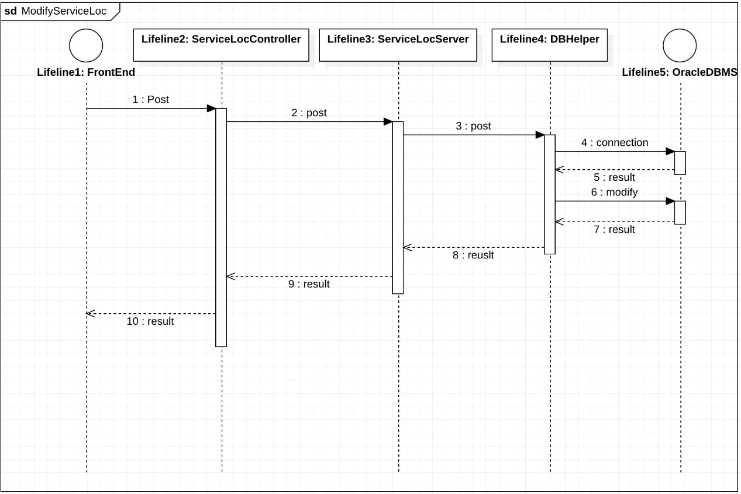 sd ModifyServiceLoc
Lifeline2: ServiceLocController
Lifeline3: ServiceLocServer
Lifeline4: DBHelper
Lifeline1: FrontEnd
Lifeline5: OracleDBMS
1 : Post
2 : post
3 : post
4 : connection
5 : result
6 : modify
7 : result
8 : reuslt
9 : result
10 : result